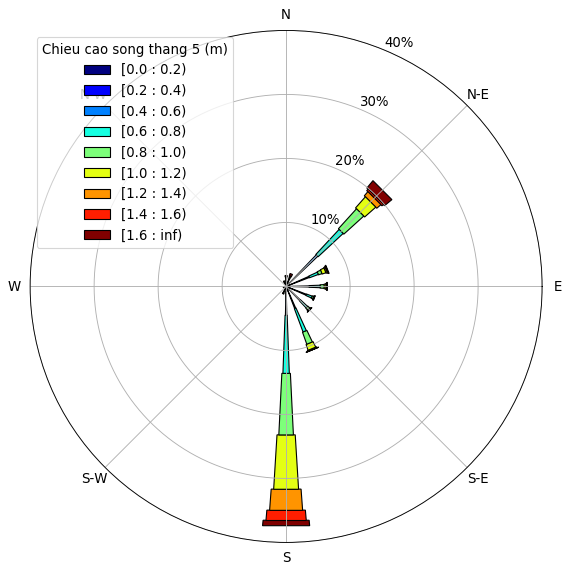 N
40%
Chieu cao song thang 5 (m)
[0.0 : 0.2)
[0.2 : 0.4)
N-E
[0.4 : 0.6)
30%
[0.6 : 0.8)
[0.8 : 1.0)
20%
[1.0 : 1.2)
[1.2 : 1.4)
[1.4 : 1.6)
10%
[1.6 : inf)
W
E
S-W
S-E
S